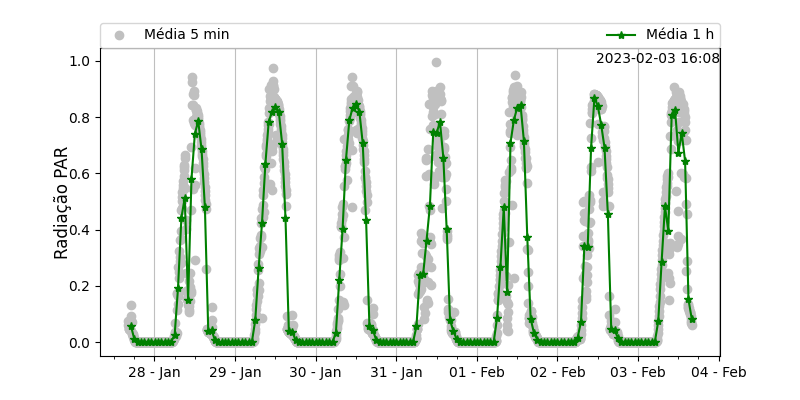 Média 5 min
Média 1 h
2023-02-03 16:08
Radiação PAR
1.0
0.8
0.6
0.4
0.2
0.0
28 - Jan
29 - Jan
30 - Jan
31 - Jan
01 - Feb
02 - Feb
03 - Feb
04 - Feb